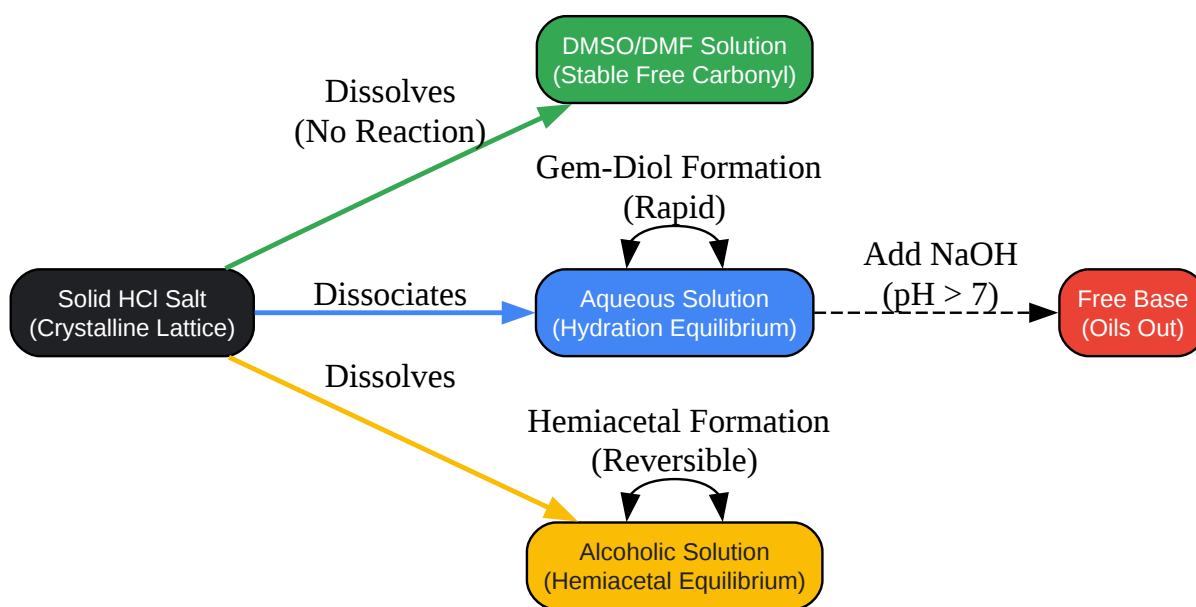 DMSO/DMF Solution
(Stable Free Carbonyl)
Dissolves
(No Reaction)
Gem-Diol Formation
(Rapid)
Add NaOH
(pH > 7)
Solid HCl Salt
(Crystalline Lattice)
Dissociates
Aqueous Solution
(Hydration Equilibrium)
Free Base
(Oils Out)
Dissolves
Hemiacetal Formation
(Reversible)
Alcoholic Solution
(Hemiacetal Equilibrium)